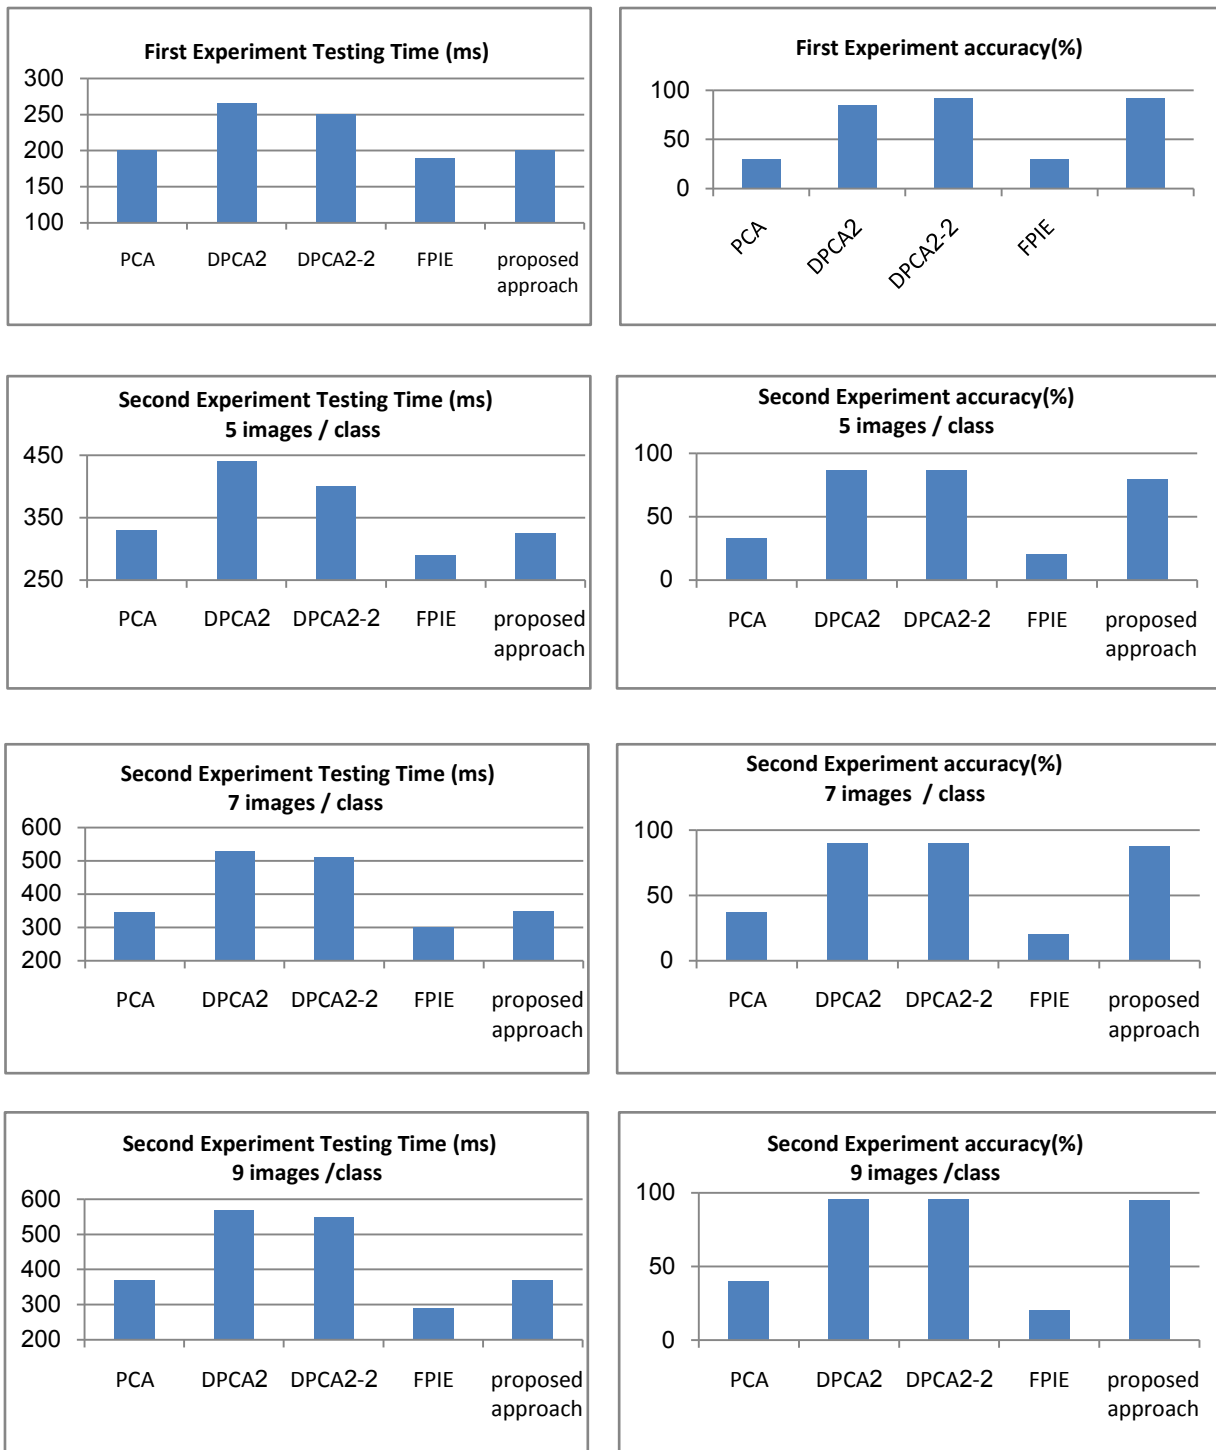 First Experiment Testing Time (ms)
300
250
200
150
100
PCA DPCA2 DPCA2-2 FPIE proposed
approach
First Experiment accuracy(%)
100
50
0
PCA DPCA2 DPCA2-2 FPIE
Second Experiment Testing Time (ms)
5 images / class
450
350
250
PCA DPCA2 DPCA2-2 FPIE proposed
approach
Second Experiment accuracy(%)
5 images / class
100
50
0
PCA DPCA2 DPCA2-2 FPIE proposed
approach
Second Experiment Testing Time (ms)
7 images / class
600
500
400
300
200
PCA DPCA2 DPCA2-2 FPIE proposed
approach
Second Experiment accuracy(%)
7 images / class
100
50
0
PCA DPCA2 DPCA2-2 FPIE proposed
approach
Second Experiment Testing Time (ms)
9 images /class
600
500
400
300
200
PCA DPCA2 DPCA2-2 FPIE proposed
approach
Second Experiment accuracy(%)
9 images /class
100
50
0
PCA DPCA2 DPCA2-2 FPIE proposed
approach